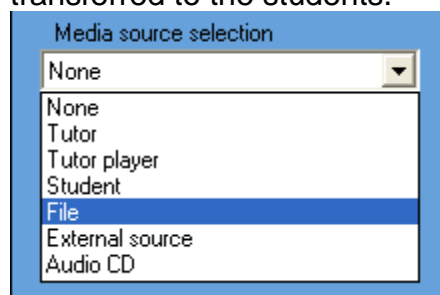 transferred to the students.
Media source selection
None
None
Tutor
Tutor player
Student
File
External source
Audio CD